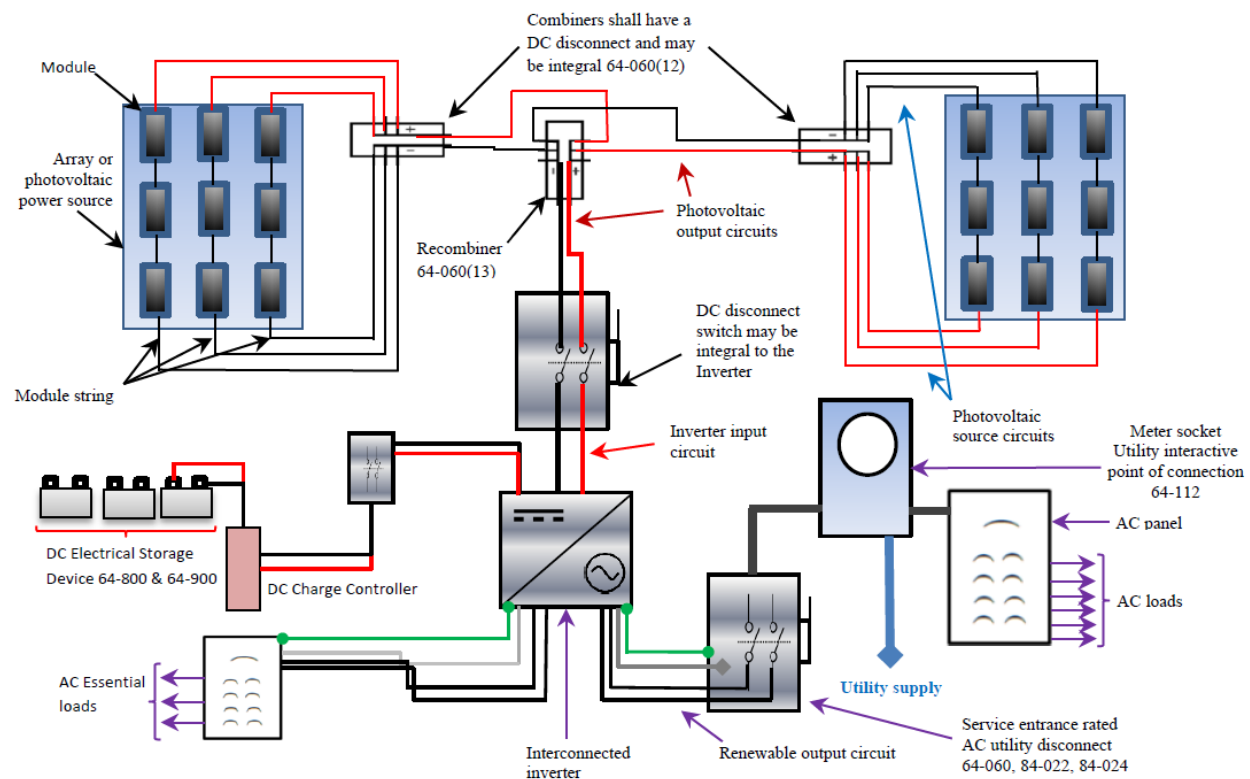 Combiners shall have a
DC disconnect and may
be integral 64-060(12)
Module
Array or
photovoltaic
power source
+
-
-
+
-
+
Photovoltaic
output circuits
Recombiner
64-060(13)
DC disconnect
switch may be
integral to the
Inverter
Module string
Photovoltaic
source circuits
Inverter input
circuit
Meter socket
Utility interactive
point of connection
64-112
AC panel
DC Electrical Storage
Device 64-800 & 64-900
DC Charge Controller
AC loads
AC Essential
loads
Utility supply
Interconnected
inverter
Renewable output circuit
Service entrance rated
AC utility disconnect
64-060, 84-022, 84-024